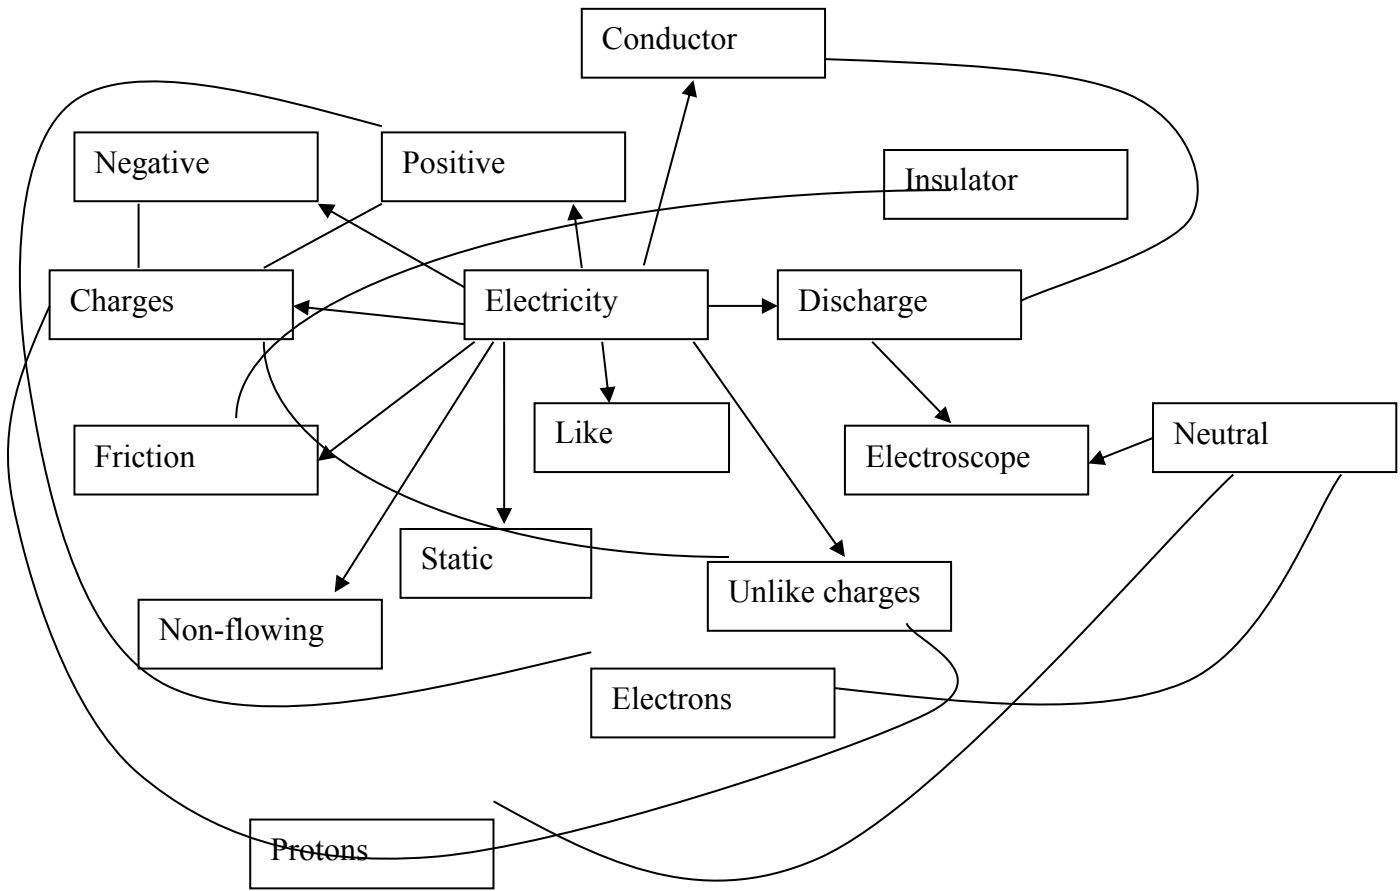 Conductor
Negative
Positive
Insulator
Charges
Electricity
Discharge
Like
Neutral
Friction
Electroscope
Static
Unlike charges
Non-flowing
Electrons
Protons